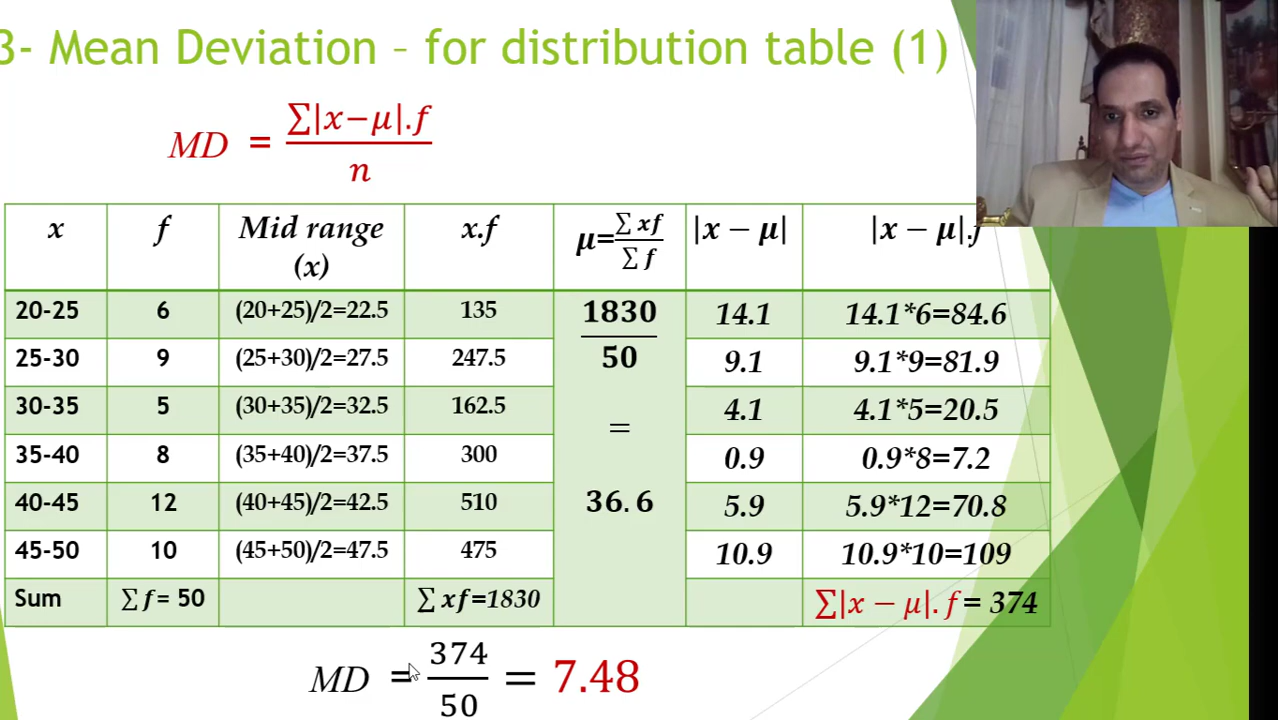 3- Mean Deviation – for distribution table (1)
MD = ∑|x−μ|.f / n
x f Mid range (x) x.f μ=∑ xf / ∑ f |x − μ| |x − μ|.f
20-25 6 (20+25)/2=22.5 135 1830 / 50 = 36.6 14.1 14.1*6=84.6
25-30 9 (25+30)/2=27.5 247.5 9.1 9.1*9=81.9
30-35 5 (30+35)/2=32.5 162.5 4.1 4.1*5=20.5
35-40 8 (35+40)/2=37.5 300 0.9 0.9*8=7.2
40-45 12 (40+45)/2=42.5 510 5.9 5.9*12=70.8
45-50 10 (45+50)/2=47.5 475 10.9 10.9*10=109
Sum ∑ f= 50 ∑ xf=1830 ∑|x − μ|.f= 374
MD = 374 / 50 = 7.48